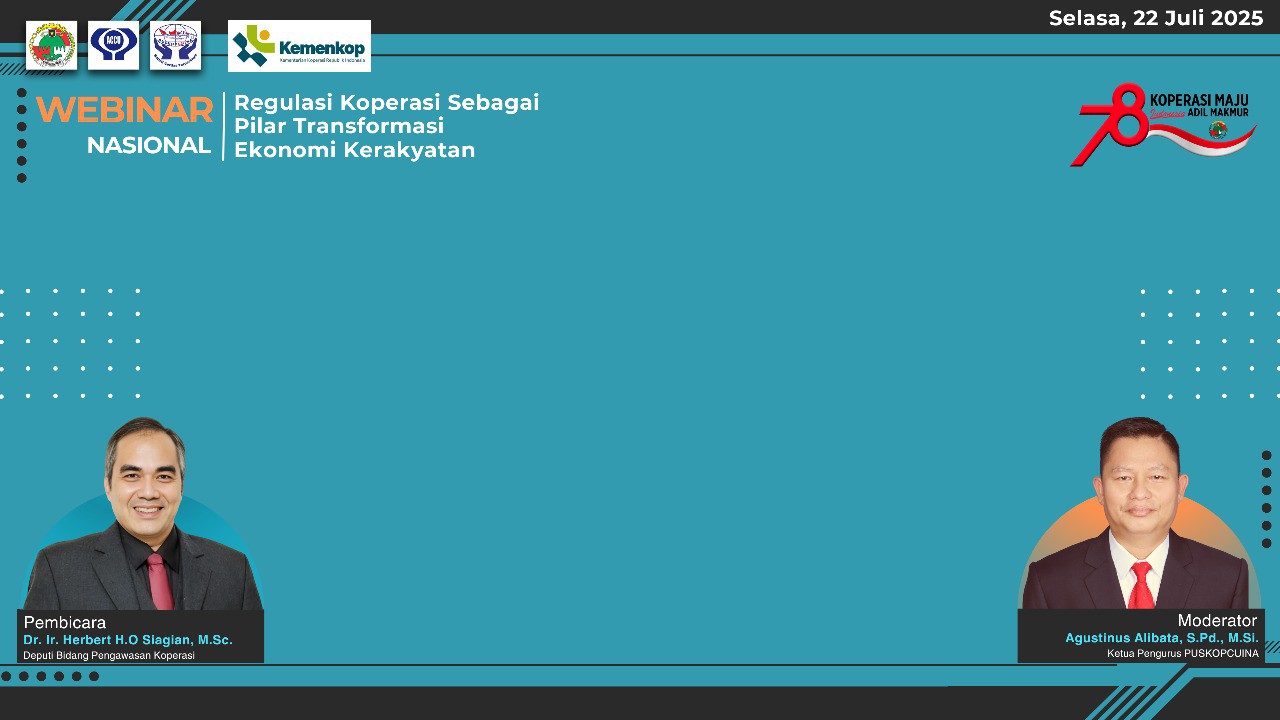 Selasa, 22 Juli 2025
ACCU
Kemenkop
Kementerian Koperasi Republik Indonesia
WEBINAR
NASIONAL
Regulasi Koperasi Sebagai
Pilar Transformasi
Ekonomi Kerakyatan
78
KOPERASI MAJU
Indonesia ADIL MAKMUR
Pembicara
Dr. Ir. Herbert H.O Siagian, M.Sc.
Deputi Bidang Pengawasan Koperasi
Moderator
Agustinus Alibata, S.Pd., M.Si.
Ketua Pengurus PUSKOPCUINA